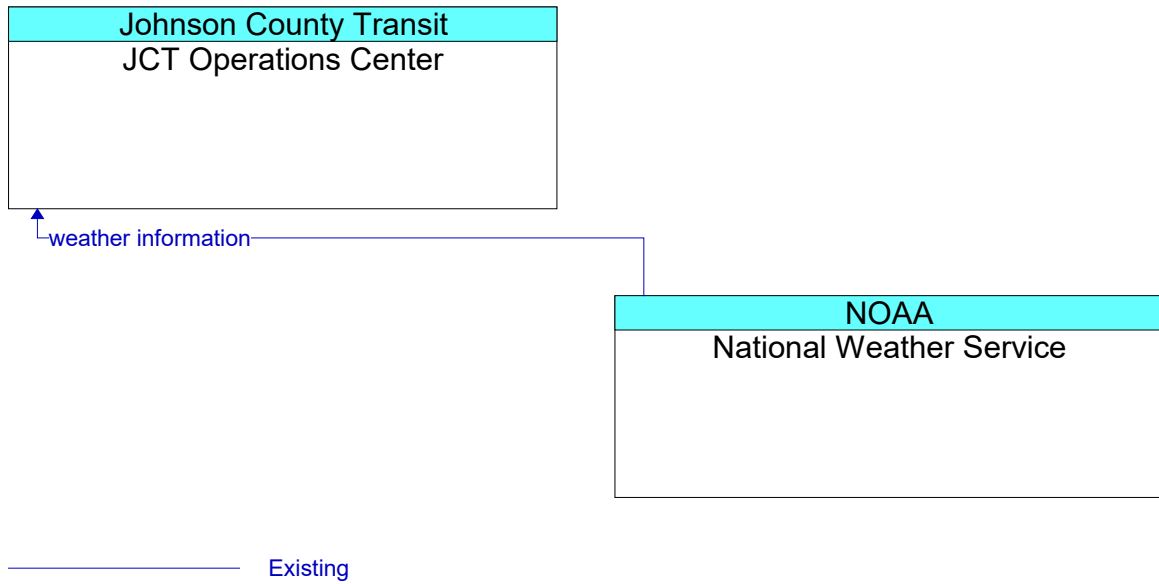 Johnson County Transit
JCT Operations Center
weather information
NOAA
National Weather Service
Existing